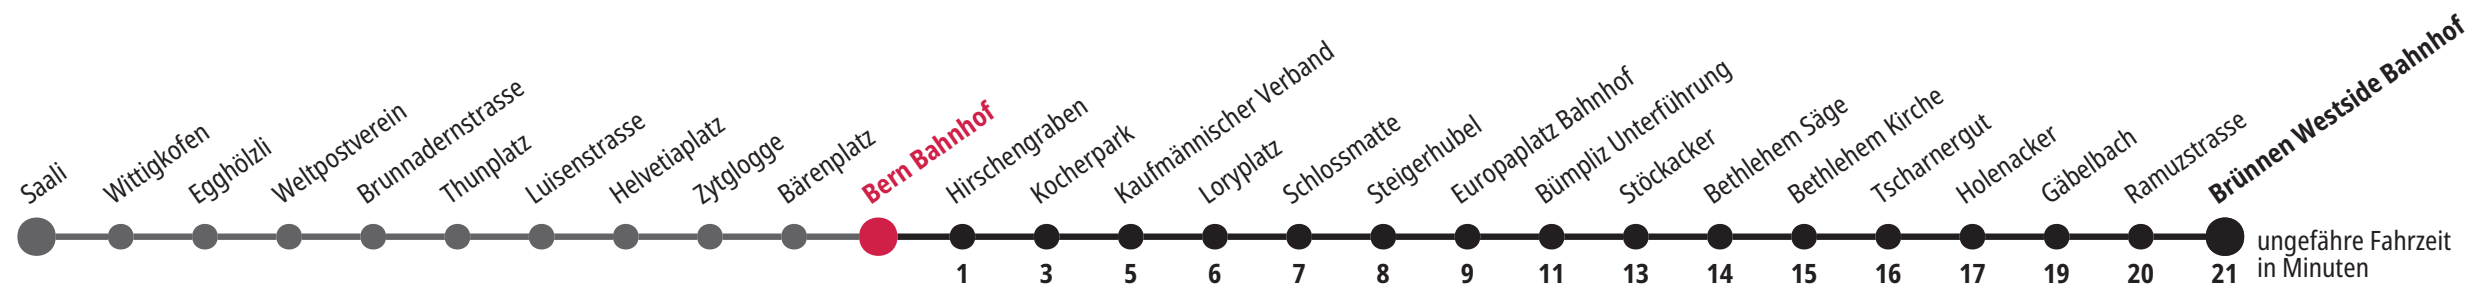 Saali
Wittigkofen
Egghölzli
Weltpostverein
Brunnadernstrasse
Thunplatz
Luisenstrasse
Helvetiaplatz
Zytglogge
Bärenplatz
Bern Bahnhof
Hirschengraben
Kocherpark
Kaufmännischer Verband
Loryplatz
Schlossmatte
Steigerhubel
Europaplatz Bahnhof
Bümpliz Unterführung
Stöckacker
Bethlehem Säge
Bethlehem Kirche
Tscharnergut
Holenacker
Gäbelbach
Ramuzstrasse
Brünnen Westside Bahnhof
1 3 5 6 7 8 9 11 13 14 15 16 17 19 20 21
ungefähre Fahrzeit
in Minuten